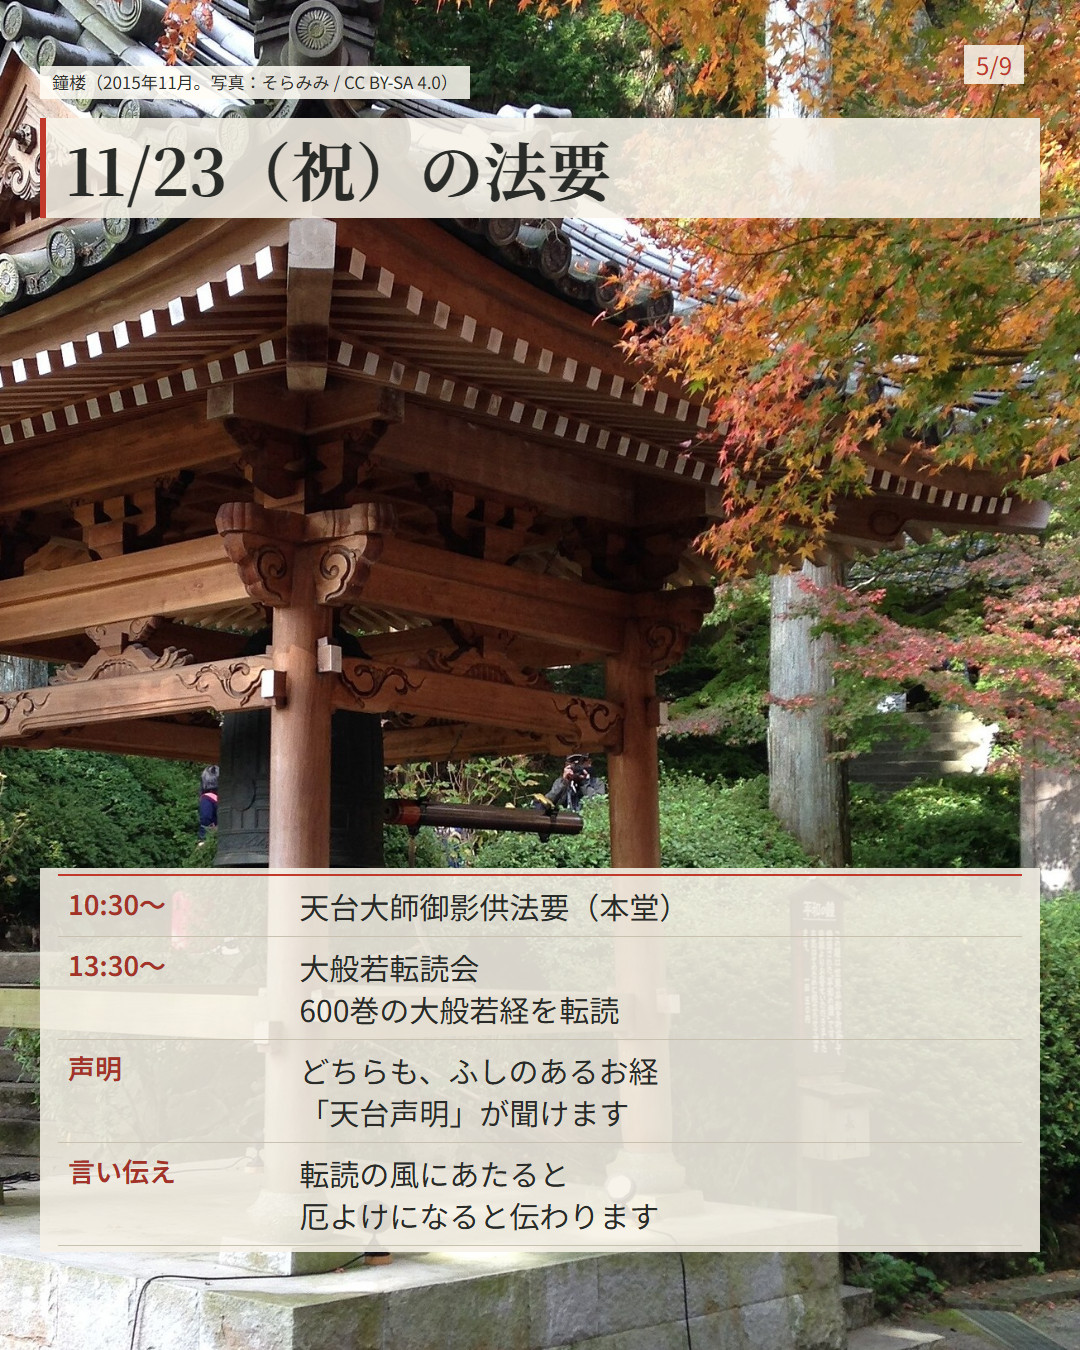 鐘楼（2015年11月。写真：そらみみ / CC BY-SA 4.0）
5/9
11/23（祝）の法要
10:30〜
天台大師御影供法要（本堂）
13:30〜
大般若転読会
600巻の大般若経を転読
声明
どちらも、ふしのあるお経
「天台声明」が聞けます
言い伝え
転読の風にあたると
厄よけになると伝わります